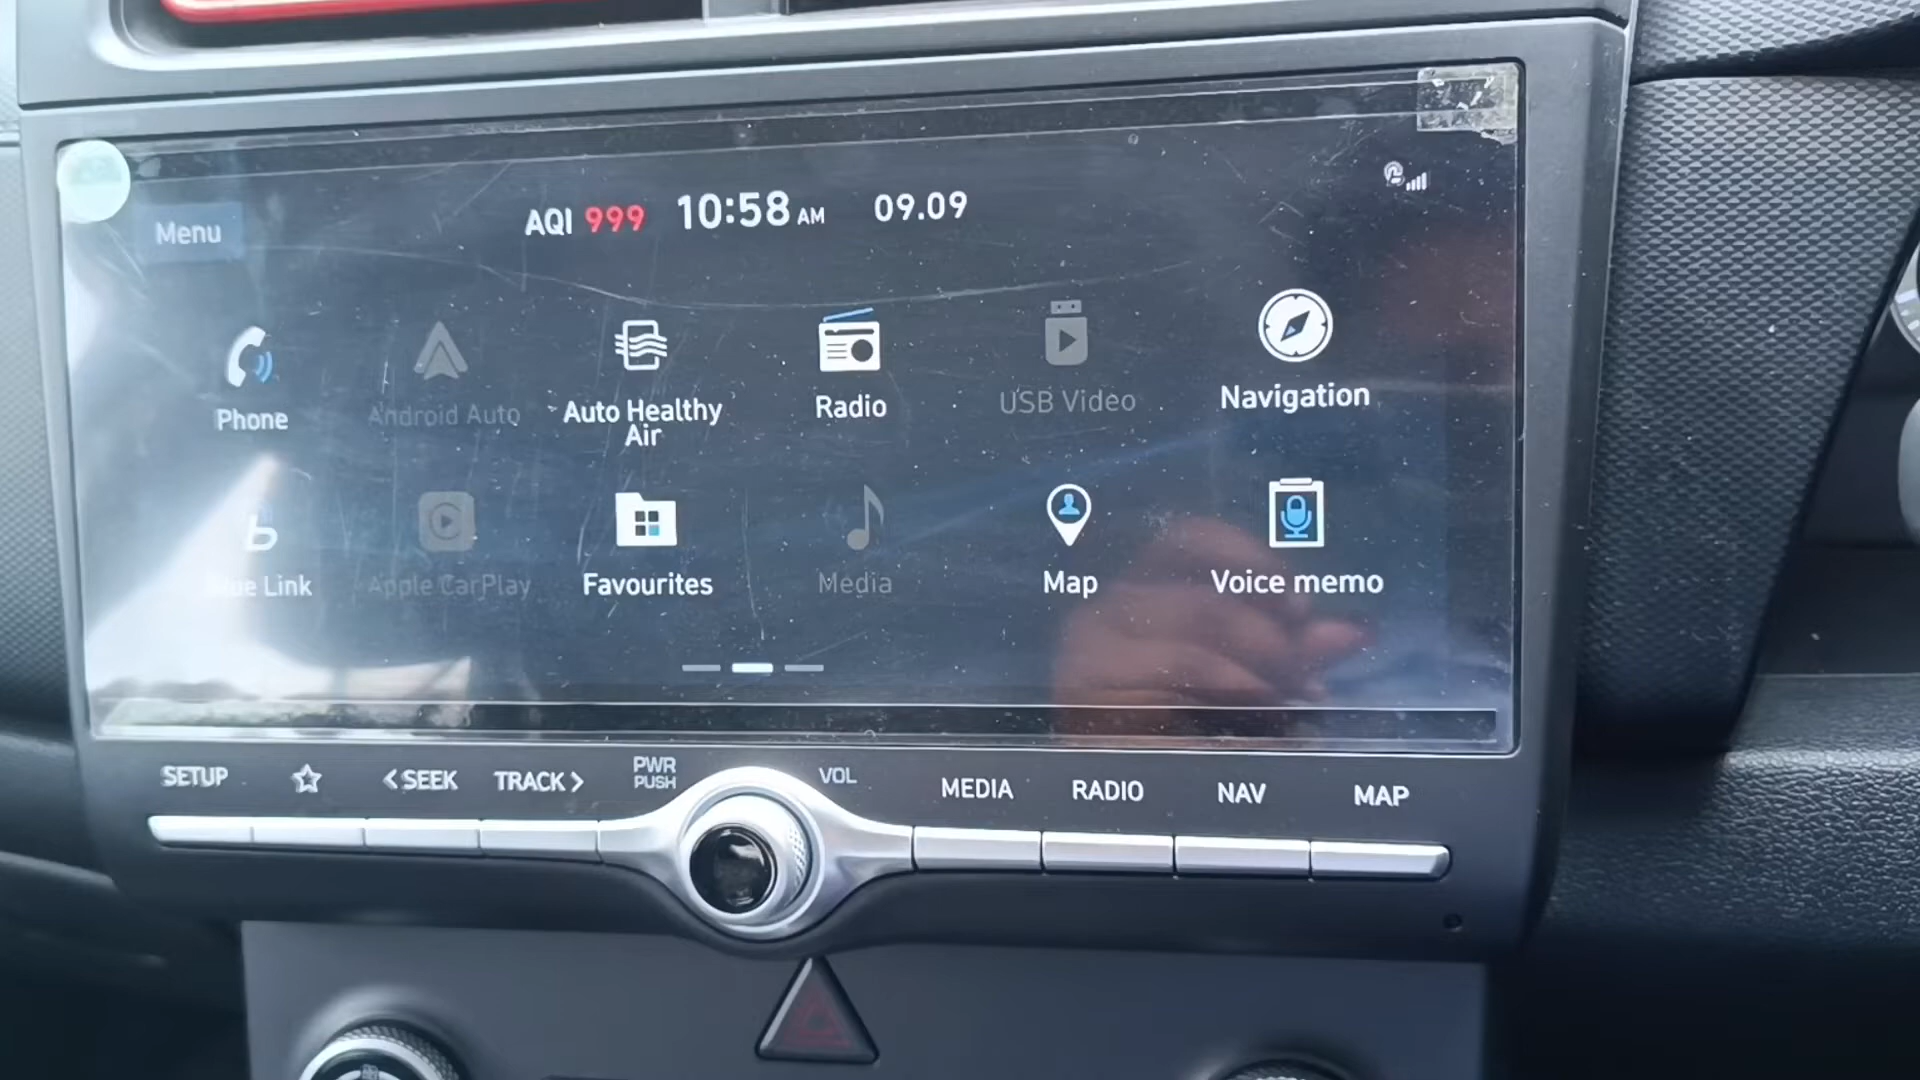 AQI 999 10:58 AM 09.09
Menu
Phone
Android Auto
Auto Healthy
Air
Radio
USB Video
Navigation
Link
Apple CarPlay
Favourites
Media
Map
Voice memo
SETUP
< SEEK
TRACK >
PWR
PUSH
VOL
MEDIA
RADIO
NAV
MAP